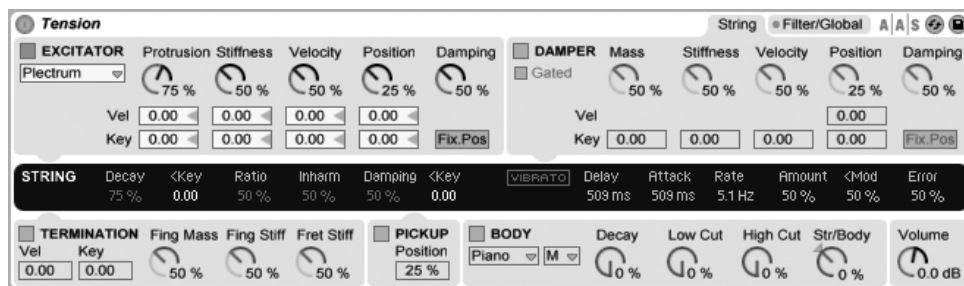 Tension String Filter/Global A A S
EXCITATOR Protrusion Stiffness Velocity Position Damping
Plectrum 75 % 50 % 50 % 25 % 50 %
Vel 0.00 0.00 0.00 0.00
Key 0.00 0.00 0.00 0.00 Fix.Pos
DAMPER Mass Stiffness Velocity Position Damping
Gated 50 % 50 % 50 % 25 % 50 %
Vel 0.00
Key 0.00 0.00 0.00 0.00 Fix.Pos
STRING Decay <Key Ratio Inharm Damping <Key VIBRATO Delay Attack Rate Amount <Mod Error
75 % 0.00 50 % 50 % 50 % 0.00 509 ms 509 ms 5.1 Hz 50 % 50 % 50 %
TERMINATION Fing Mass Fing Stiff Fret Stiff
Vel Key
0.00 0.00 50 % 50 % 50 %
PICKUP
Position
25 %
BODY Decay Low Cut High Cut Str/Body
Piano M 0 % 0 % 0 % 0 %
Volume
0.0 dB